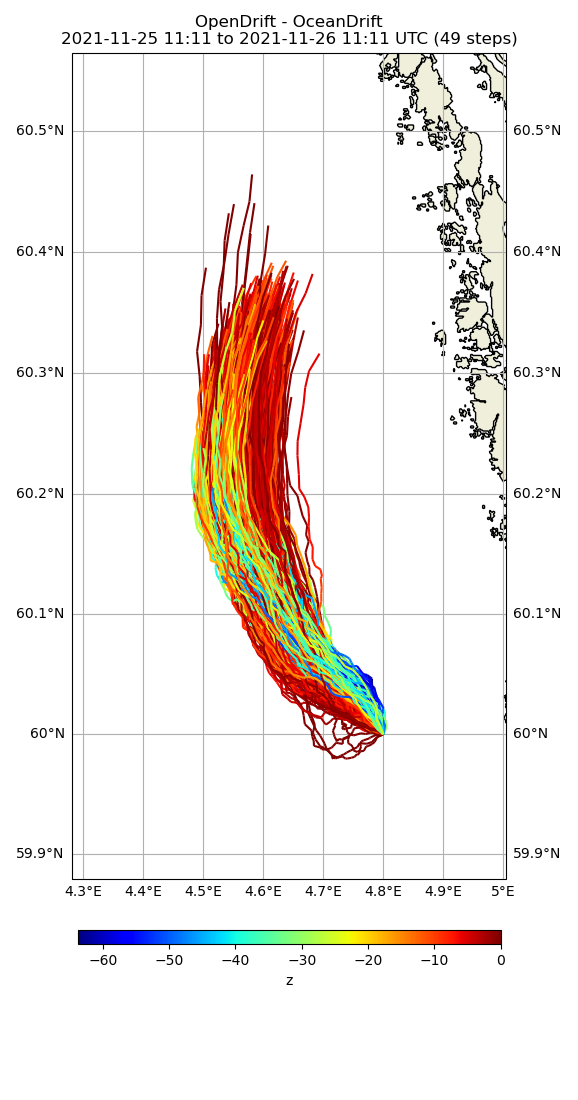 OpenDrift - OceanDrift
2021-11-25 11:11 to 2021-11-26 11:11 UTC (49 steps)
60.5°N 60.5°N
60.4°N 60.4°N
60.3°N 60.3°N
60.2°N 60.2°N
60.1°N 60.1°N
60°N 60°N
59.9°N 59.9°N
4.3°E 4.4°E 4.5°E 4.6°E 4.7°E 4.8°E 4.9°E 5°E
−60 −50 −40 −30 −20 −10 0
z